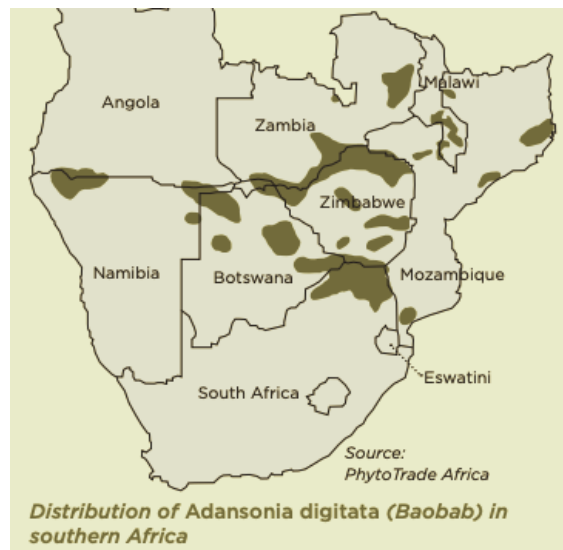 Malawi
Angola
Zambia
Zimbabwe
Namibia
Botswana
Mozambique
Eswatini
South Africa
Source:
PhytoTrade Africa
Distribution of Adansonia digitata (Baobab) in
southern Africa